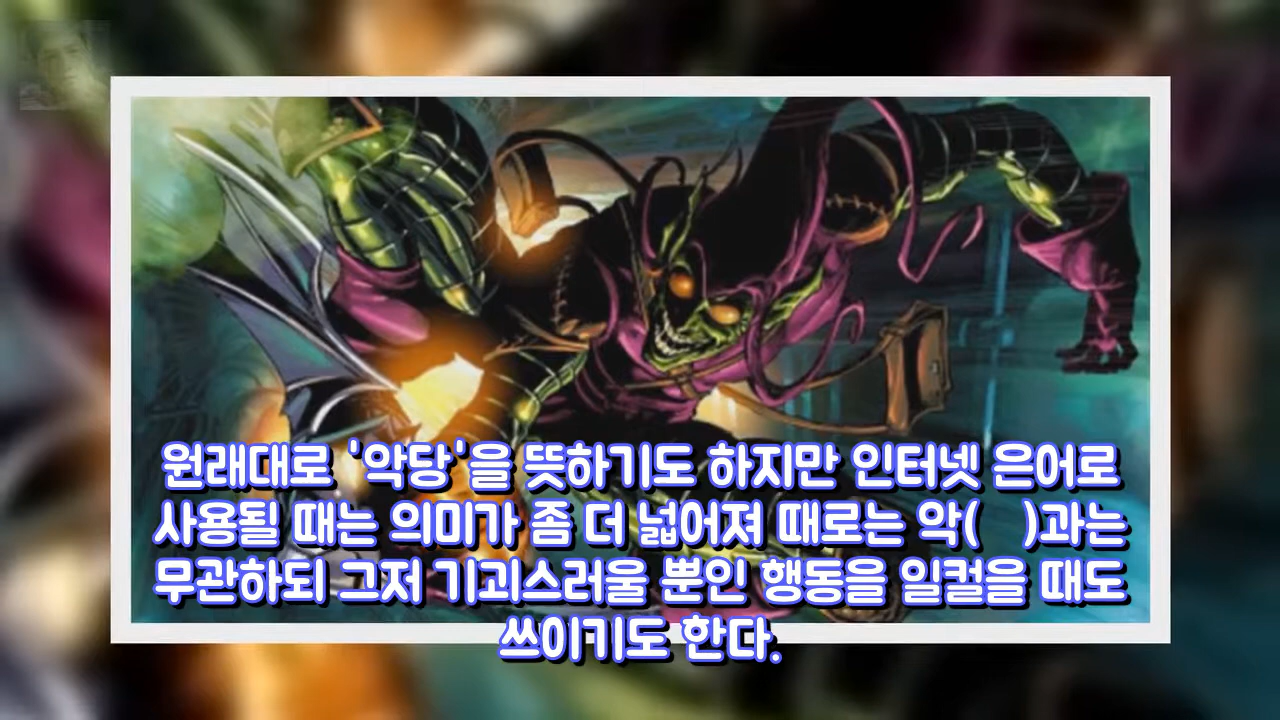 원래대로 '악당'을 뜻하기도 하지만 인터넷 은어로
사용될 때는 의미가 좀 더 넓어져 때로는 악( )과는
무관하되 그저 기괴스러울 뿐인 행동을 일컬을 때도
쓰이기도 한다.